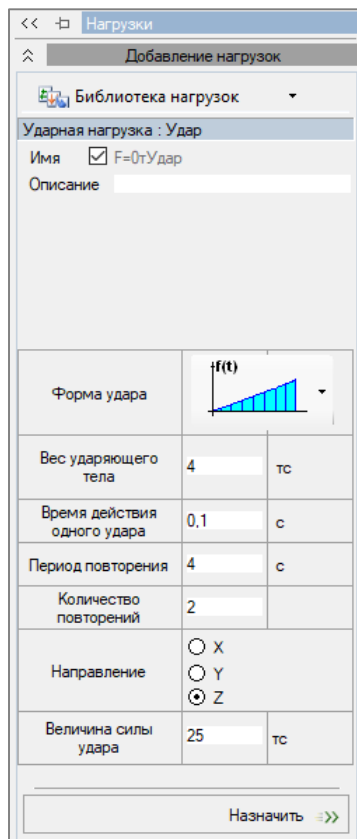 Нагрузки
Добавление нагрузок
Библиотека нагрузок
Ударная нагрузка : Удар
Имя F=0тУдар
Описание
Форма удара f(t)
Вес ударяющего
тела
4 тс
Время действия
одного удара
0,1 с
Период повторения 4 с
Количество
повторений
2
Направление
X
Y
Z
Величина силы
удара
25 тс
Назначить